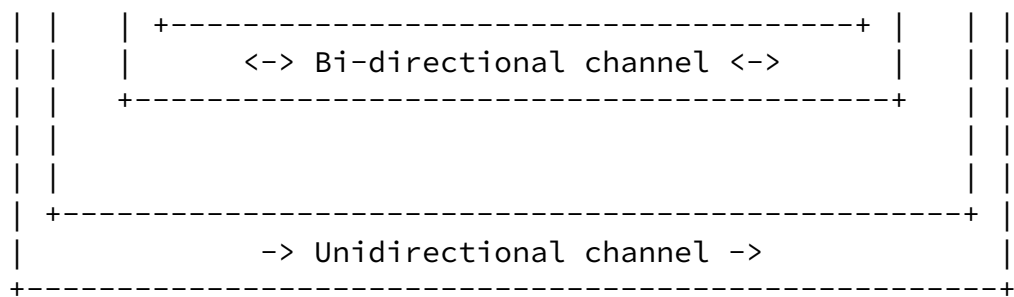 <-> Bi-directional channel <->
-> Unidirectional channel ->